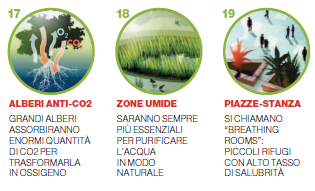 17
18
19
CO2
ALBERI ANTI-CO2
GRANDI ALBERI
ASSORBIRANNO
ENORMI QUANTITÀ
DI CO2 PER
TRASFORMARLA
IN OSSIGENO
ZONE UMIDE
SARANNO SEMPRE
PIÙ ESSENZIALI
PER PURIFICARE
L'ACQUA
IN MODO
NATURALE
PIAZZE-STANZA
SI CHIAMANO
“BREATHING
ROOMS”:
PICCOLI RIFUGI
CON ALTO TASSO
DI SALUBRITÀ